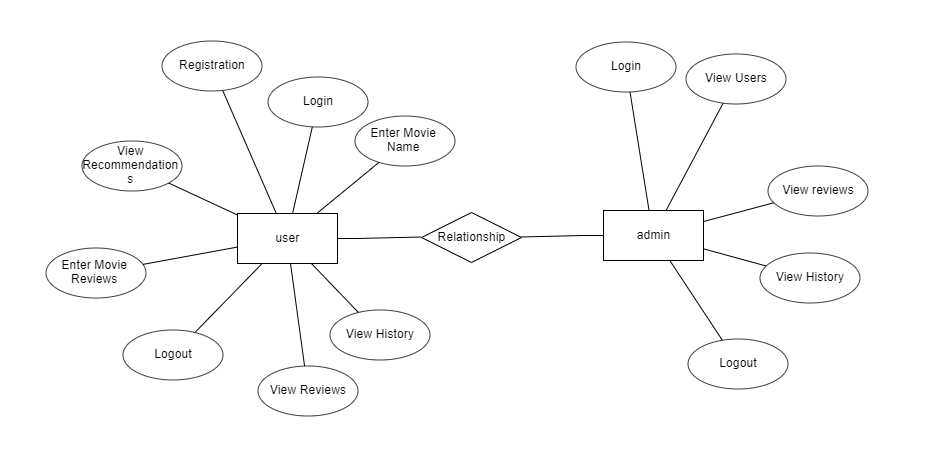 Registration
Login
Enter Movie
Name
View
Recommendation
s
user
Enter Movie
Reviews
Logout
View Reviews
View History
Relationship
Login
View Users
View reviews
admin
View History
Logout